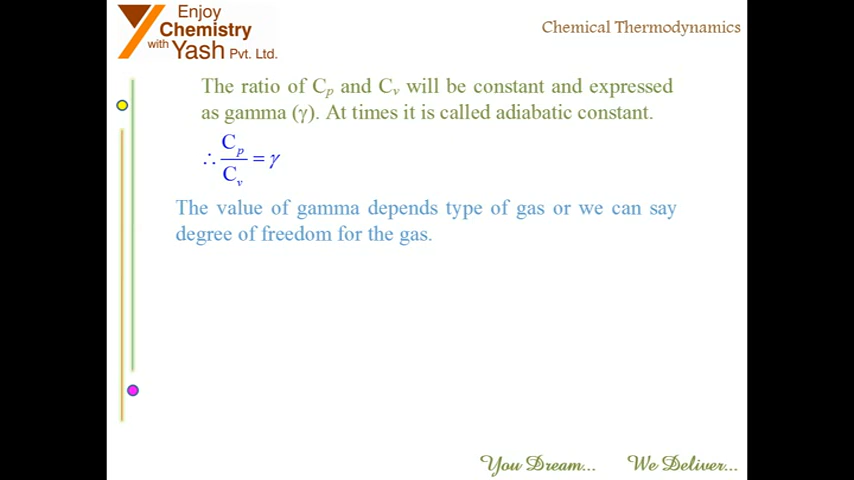 Enjoy
Chemistry
with Yash Pvt. Ltd.
Chemical Thermodynamics
The ratio of Cp and Cv will be constant and expressed
as gamma (γ). At times it is called adiabatic constant.
∴ Cp/Cv = γ
The value of gamma depends type of gas or we can say
degree of freedom for the gas.
You Dream... We Deliver...